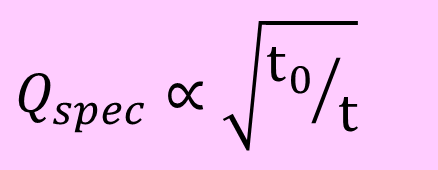 Q_spec ∝ √(t₀/t)